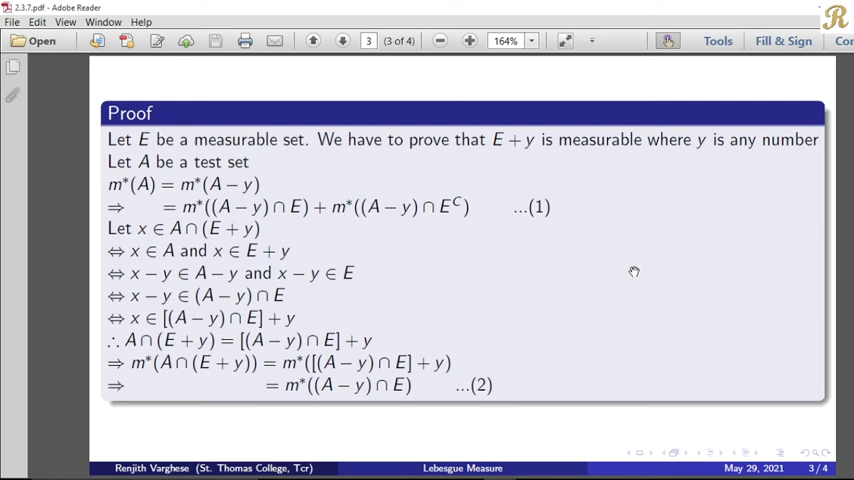 2.3.7.pdf - Adobe Reader
File Edit View Window Help
R
Open 3 (3 of 4) 164% Tools Fill & Sign Con
Proof
Let E be a measurable set. We have to prove that E + y is measurable where y is any number
Let A be a test set
m*(A) = m*(A − y)
⇒ = m*((A − y) ∩ E) + m*((A − y) ∩ E^C) ...(1)
Let x ∈ A ∩ (E + y)
⇔ x ∈ A and x ∈ E + y
⇔ x − y ∈ A − y and x − y ∈ E
⇔ x − y ∈ (A − y) ∩ E
⇔ x ∈ [(A − y) ∩ E] + y
∴ A ∩ (E + y) = [(A − y) ∩ E] + y
⇒ m*(A ∩ (E + y)) = m*([(A − y) ∩ E] + y)
⇒ = m*((A − y) ∩ E) ...(2)
Renjith Varghese (St. Thomas College, Tcr) Lebesgue Measure May 29, 2021 3 / 4